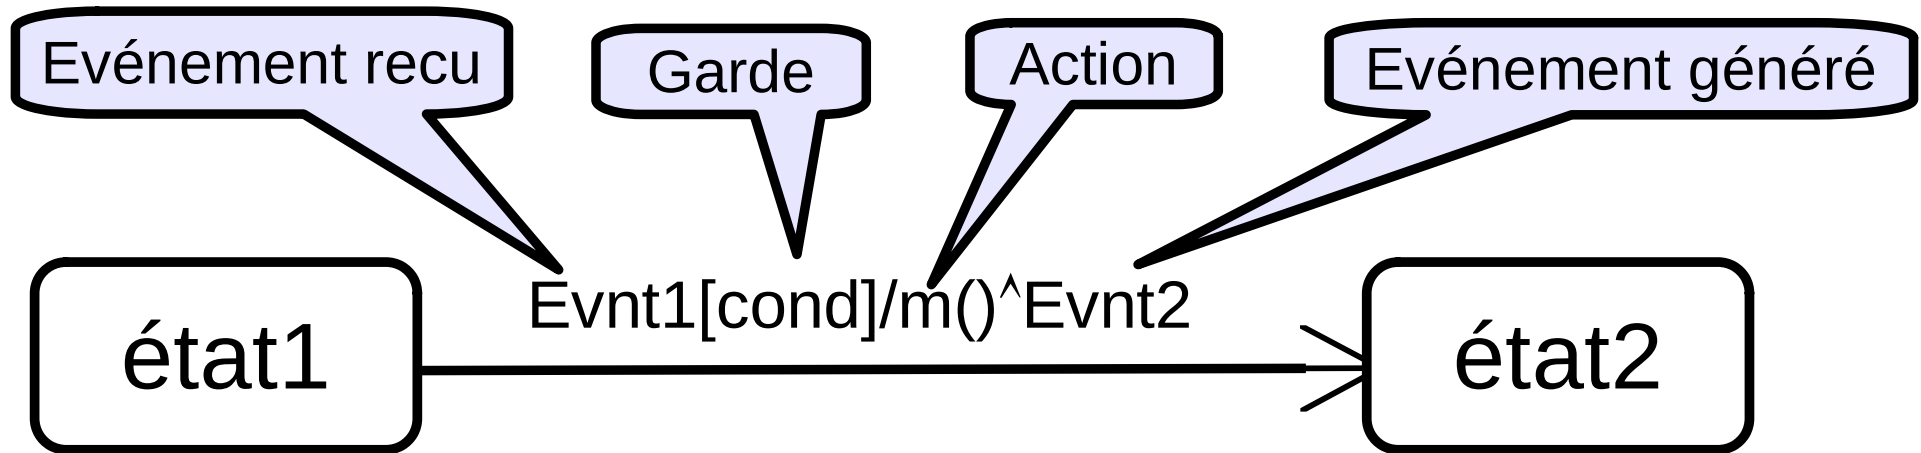 Evénement recu
Garde
Action
Evénement généré
Evnt1[cond]/m()^Evnt2
état1
état2